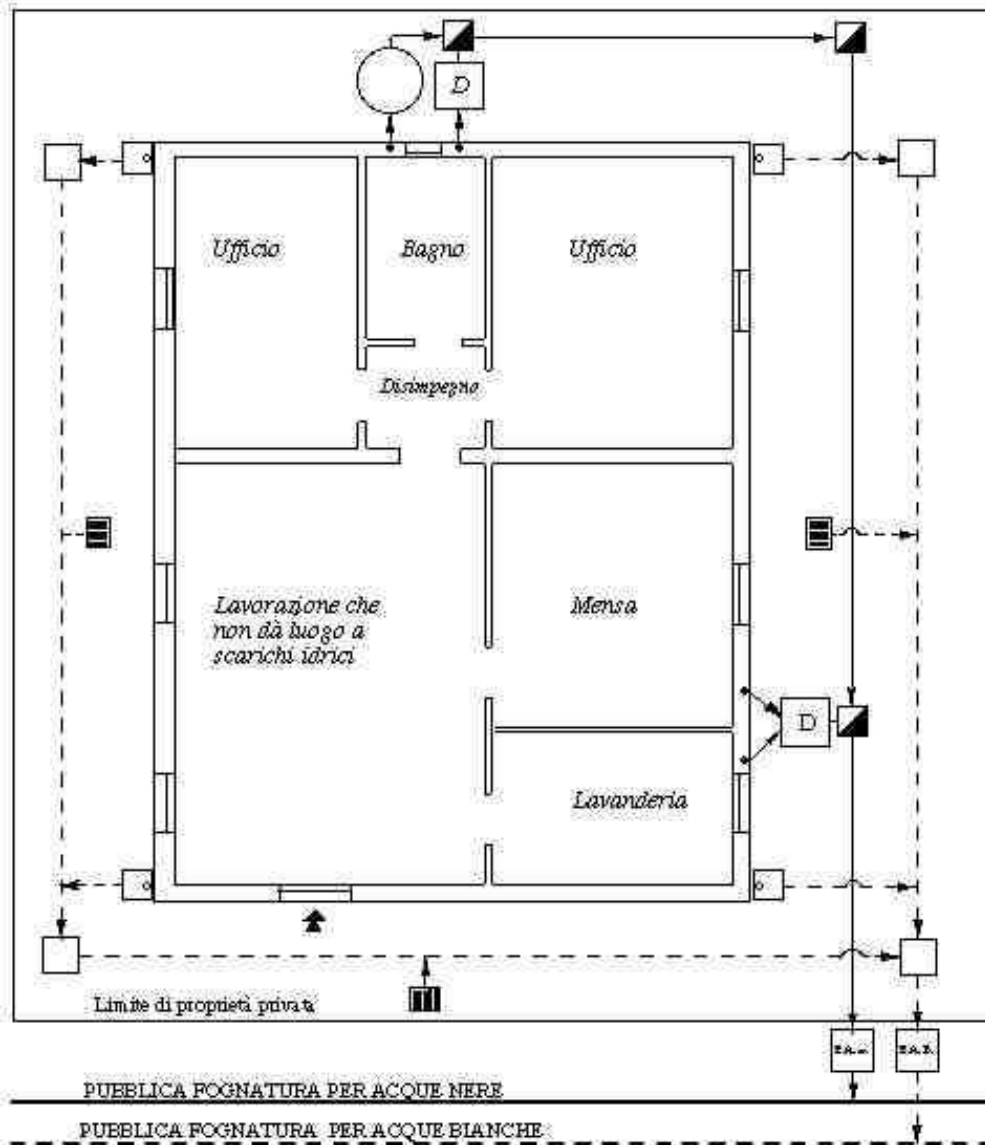 D
Ufficio
Bagno
Ufficio
Disimpegno
Lavorazione che
non dà luogo a
scarichi idrici
Mensa
D
Lavanderia
Limite di proprietà privata
PUBBLICA FOGNATURA PER ACQUE NERE
PUBBLICA FOGNATURA PER ACQUE BIANCHE